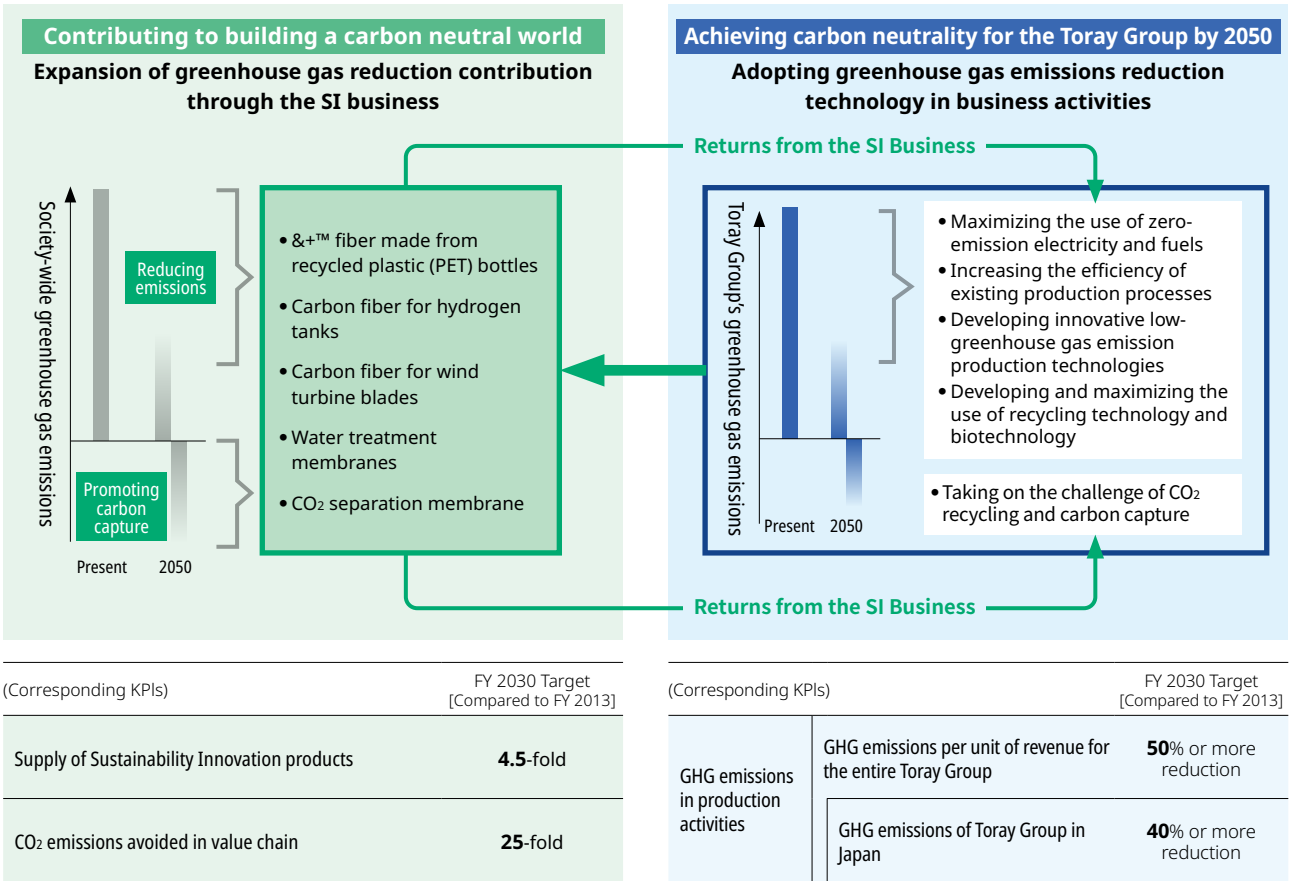 Contributing to building a carbon neutral world
Expansion of greenhouse gas reduction contribution
through the SI business
Society-wide greenhouse gas emissions
Reducing
emissions
Promoting
carbon
capture
Present
2050
• &+™ fiber made from
recycled plastic (PET) bottles
• Carbon fiber for hydrogen
tanks
• Carbon fiber for wind
turbine blades
• Water treatment
membranes
• CO₂ separation membrane
Achieving carbon neutrality for the Toray Group by 2050
Adopting greenhouse gas emissions reduction
technology in business activities
Returns from the SI Business
Toray Group's greenhouse gas emissions
Present
2050
• Maximizing the use of zero-
emission electricity and fuels
• Increasing the efficiency of
existing production processes
• Developing innovative low-
greenhouse gas emission
production technologies
• Developing and maximizing the
use of recycling technology and
biotechnology
• Taking on the challenge of CO₂
recycling and carbon capture
Returns from the SI Business
(Corresponding KPIs)
FY 2030 Target
[Compared to FY 2013]
Supply of Sustainability Innovation products
4.5-fold
CO₂ emissions avoided in value chain
25-fold
(Corresponding KPIs)
FY 2030 Target
[Compared to FY 2013]
GHG emissions
in production
activities
GHG emissions per unit of revenue for
the entire Toray Group
50% or more
reduction
GHG emissions of Toray Group in
Japan
40% or more
reduction